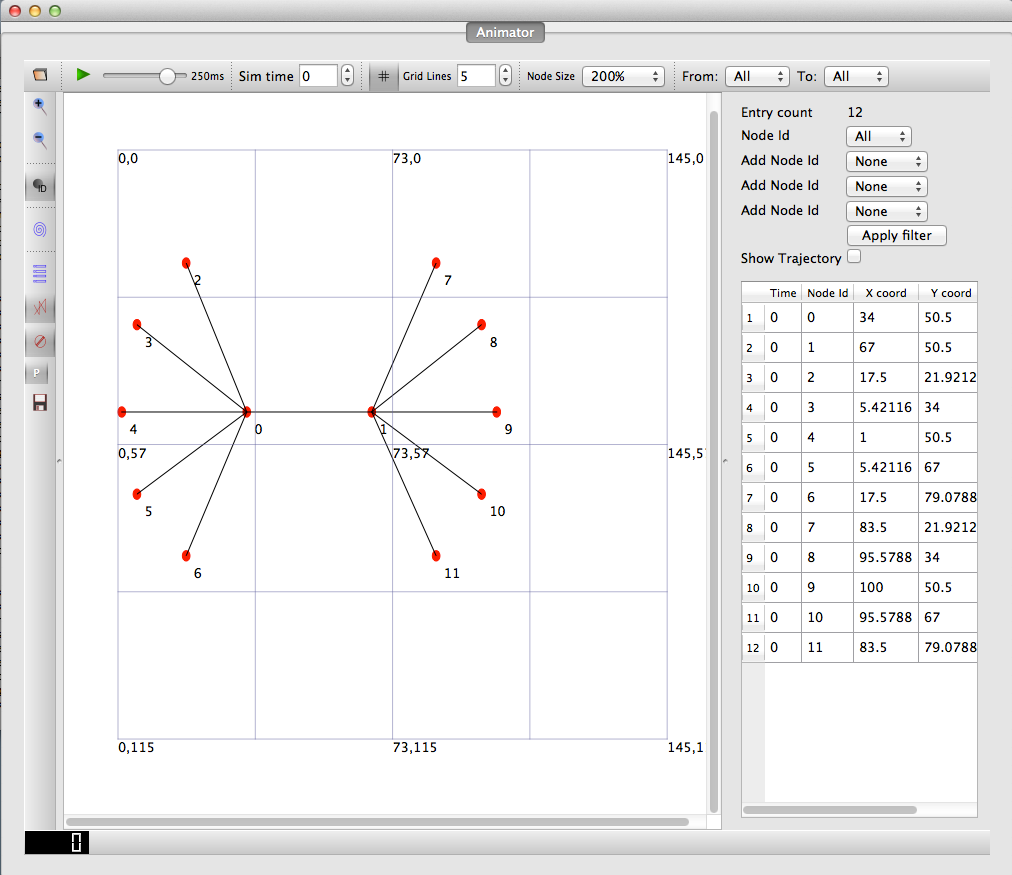 Animator
250ms Sim time 0 Grid Lines 5 Node Size 200% From: All To: All
ID
P
0,0 73,0 145,0
2 7
3 8
4 0 1 9
0,57 73,57 145,5
5 10
6 11
0,115 73,115 145,1
Entry count 12
Node Id All
Add Node Id None
Add Node Id None
Add Node Id None
Apply filter
Show Trajectory
Time Node Id X coord Y coord
1 0 0 34 50.5
2 0 1 67 50.5
3 0 2 17.5 21.9212
4 0 3 5.42116 34
5 0 4 1 50.5
6 0 5 5.42116 67
7 0 6 17.5 79.0788
8 0 7 83.5 21.9212
9 0 8 95.5788 34
10 0 9 100 50.5
11 0 10 95.5788 67
12 0 11 83.5 79.0788
0